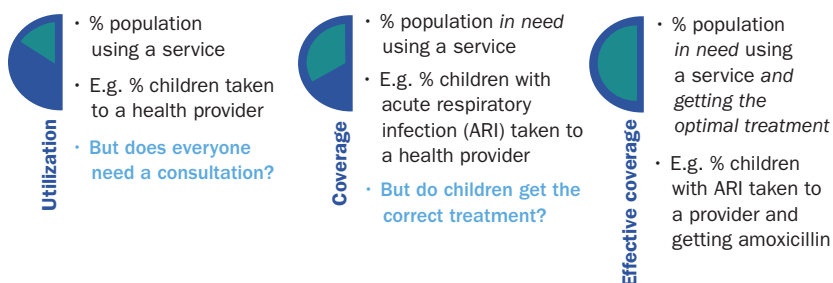 Utilization
· % population
using a service
· E.g. % children taken
to a health provider
· But does everyone
need a consultation?
Coverage
· % population in need
using a service
· E.g. % children with
acute respiratory
infection (ARI) taken to
a health provider
· But do children get the
correct treatment?
Effective coverage
· % population
in need using
a service and
getting the
optimal treatment
· E.g. % children
with ARI taken to
a provider and
getting amoxicillin